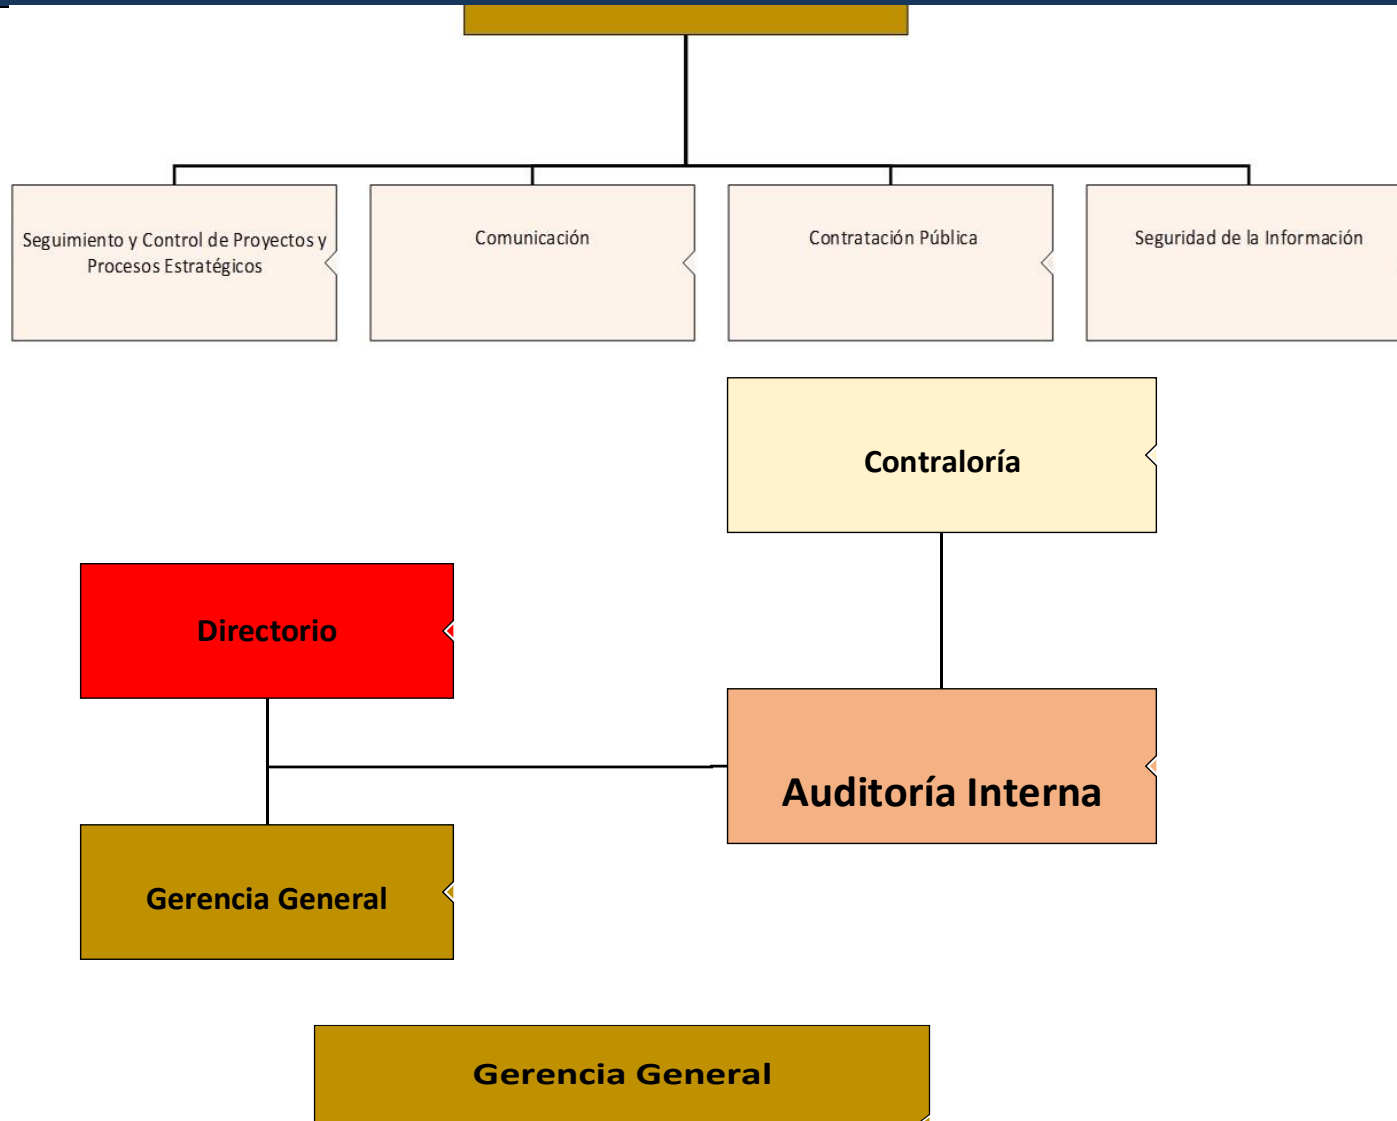 Seguimiento y Control de Proyectos y
Procesos Estratégicos
Comunicación
Contratación Pública
Seguridad de la Información
Contraloría
Directorio
Auditoría Interna
Gerencia General
Gerencia General